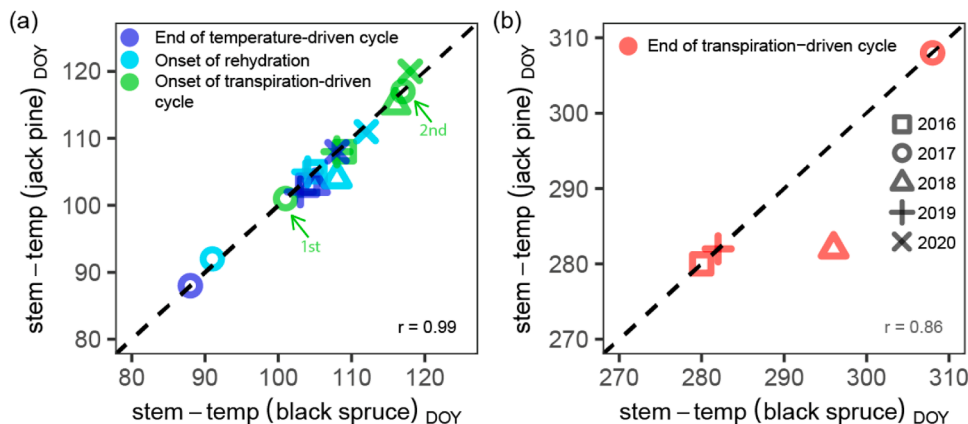 (a)
End of temperature-driven cycle
Onset of rehydration
Onset of transpiration-driven
cycle
2nd
1st
r = 0.99
stem – temp (jack pine) DOY
120
110
100
90
80
80 90 100 110 120
stem – temp (black spruce) DOY
(b)
End of transpiration–driven cycle
2016
2017
2018
2019
2020
r = 0.86
stem – temp (jack pine) DOY
310
300
290
280
270
270 280 290 300 310
stem – temp (black spruce) DOY